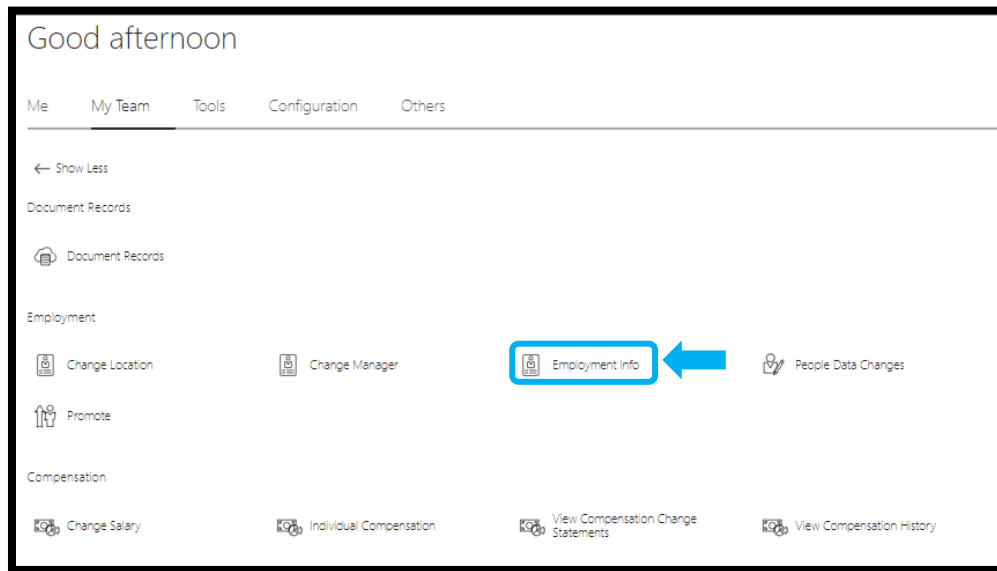 Good afternoon
Me My Team Tools Configuration Others
← Show Less
Document Records
Document Records
Employment
Change Location Change Manager Employment Info People Data Changes
Promote
Compensation
Change Salary Individual Compensation View Compensation Change Statements View Compensation History